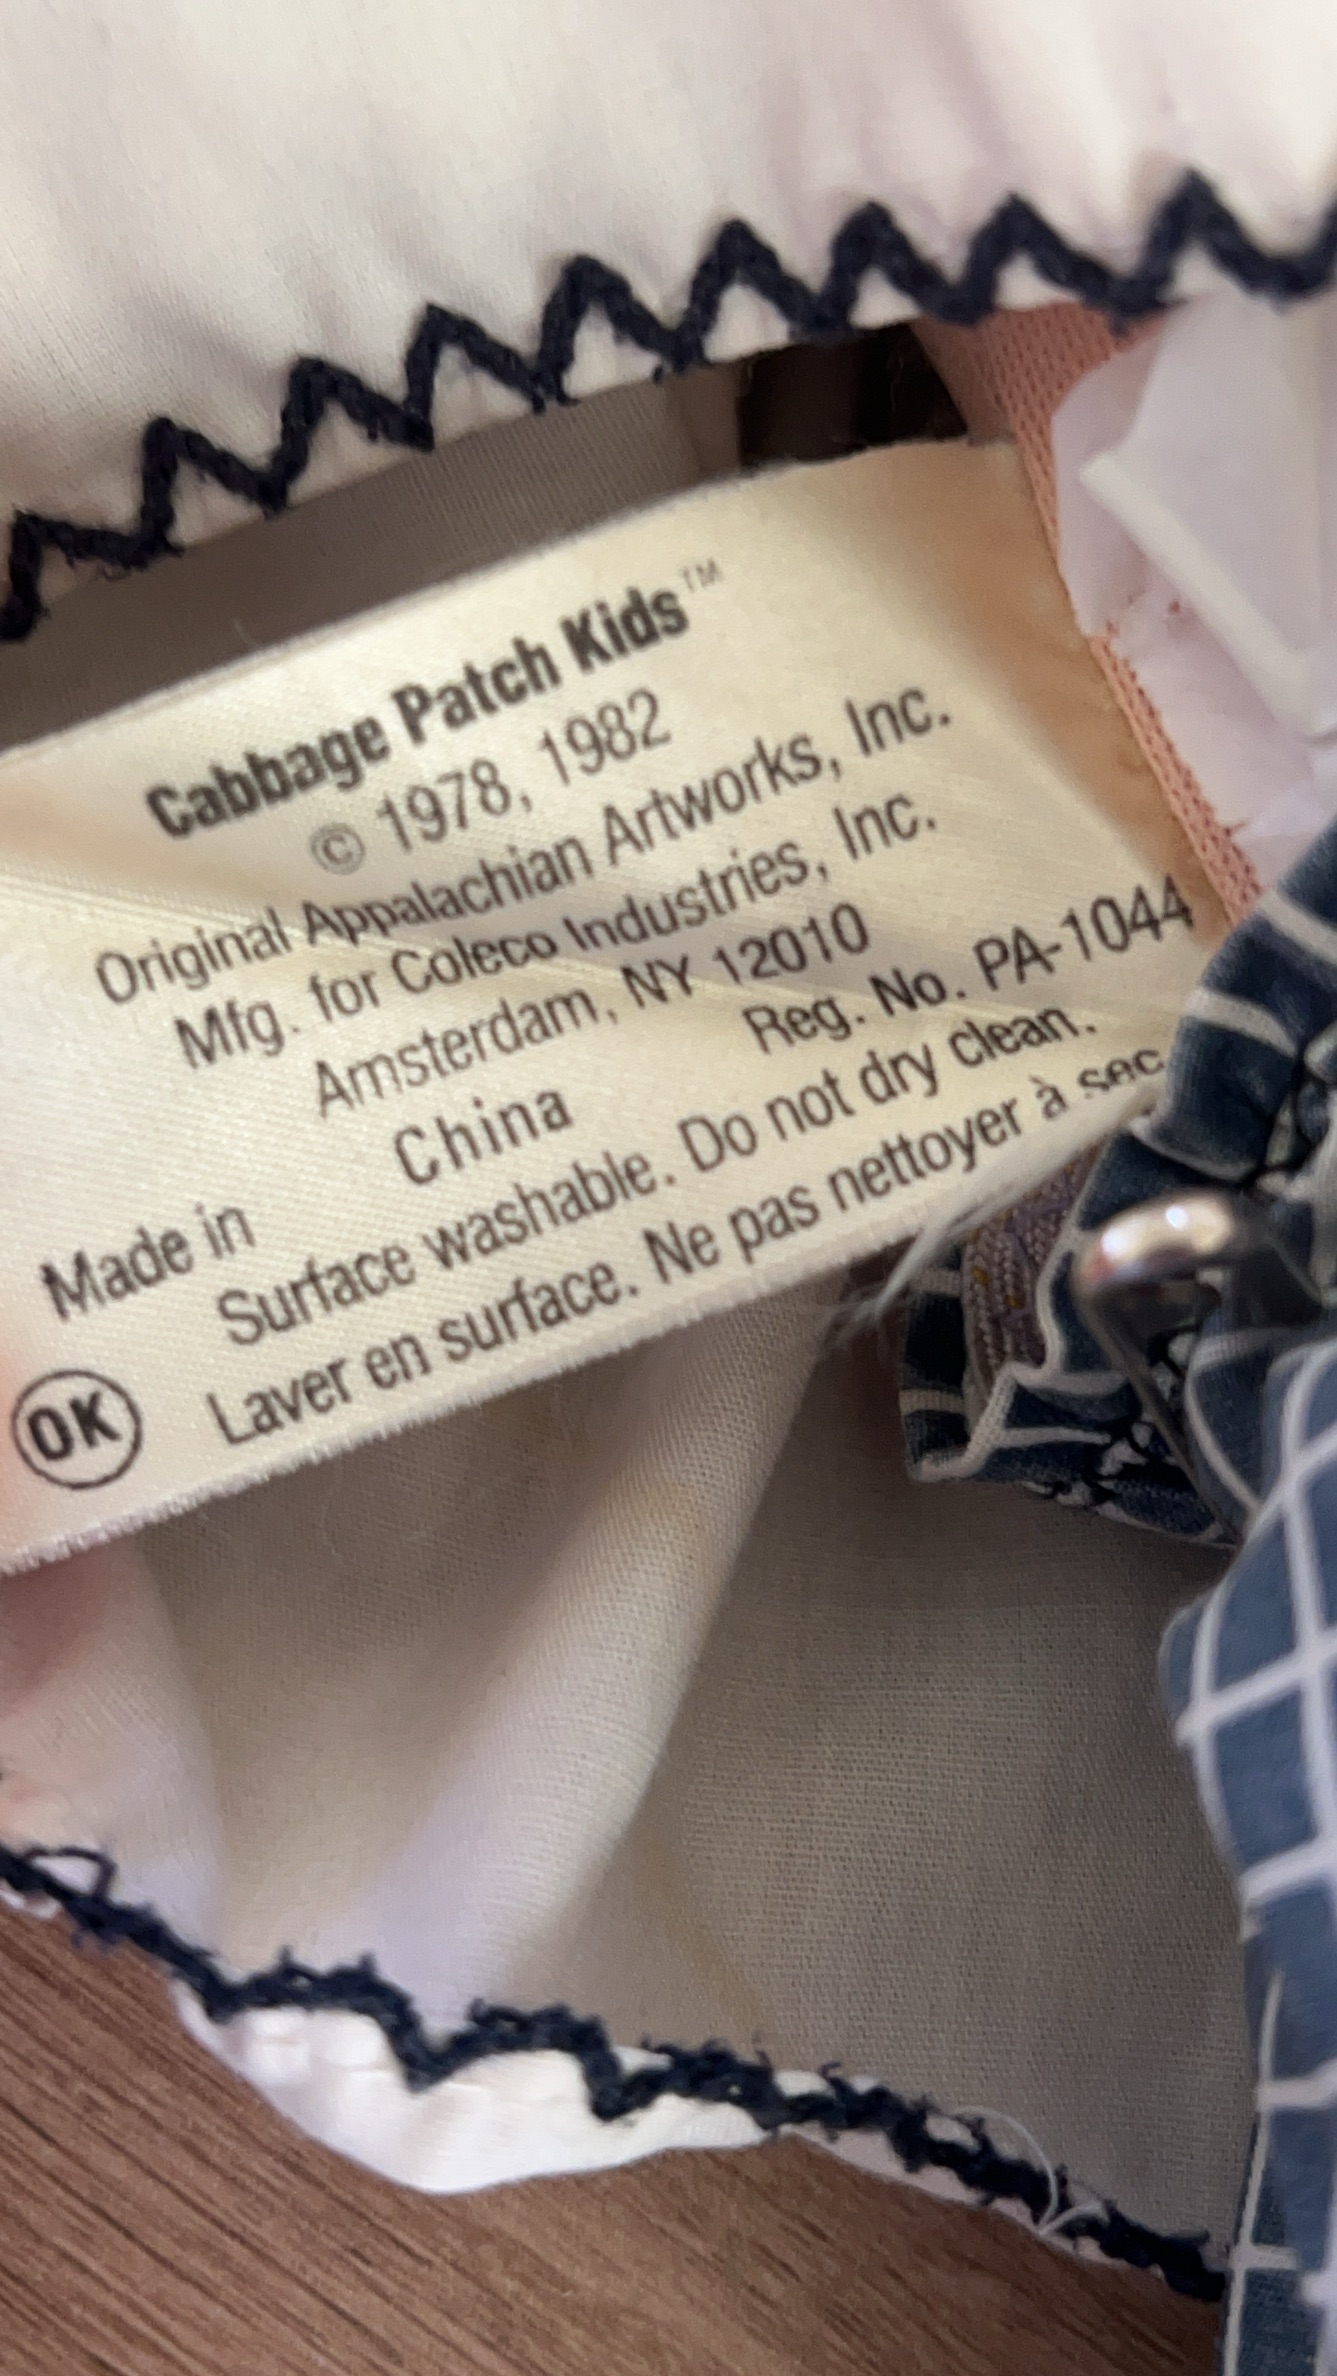 Cabbage Patch Kids™
© 1978, 1982
Original Appalachian Artworks, Inc.
Mfg. for Coleco Industries, Inc.
Amsterdam, NY 12010
Reg. No. PA-1044
Made in China
Surface washable. Do not dry clean.
Laver en surface. Ne pas nettoyer à sec
OK